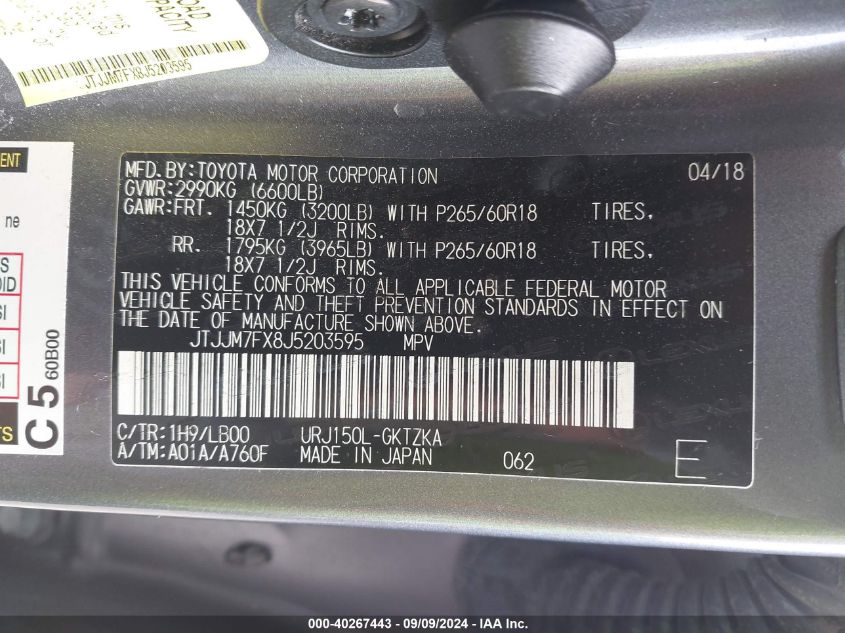 JTJJM7FX8J5203595
MFD.BY:TOYOTA MOTOR CORPORATION 04/18
GVWR:2990KG (6600LB)
GAWR:FRT. 1450KG (3200LB) WITH P265/60R18 TIRES,
18X7 1/2J RIMS.
RR. 1795KG (3965LB) WITH P265/60R18 TIRES,
18X7 1/2J RIMS.
THIS VEHICLE CONFORMS TO ALL APPLICABLE FEDERAL MOTOR
VEHICLE SAFETY AND THEFT PREVENTION STANDARDS IN EFFECT ON
THE DATE OF MANUFACTURE SHOWN ABOVE.
JTJJM7FX8J5203595 MPV
C/TR:1H9/LB00 URJ150L-GKTZKA
A/TM:A01A/A760F MADE IN JAPAN 062 E
ne
C5
60B00
000-40267443 - 09/09/2024 - IAA Inc.